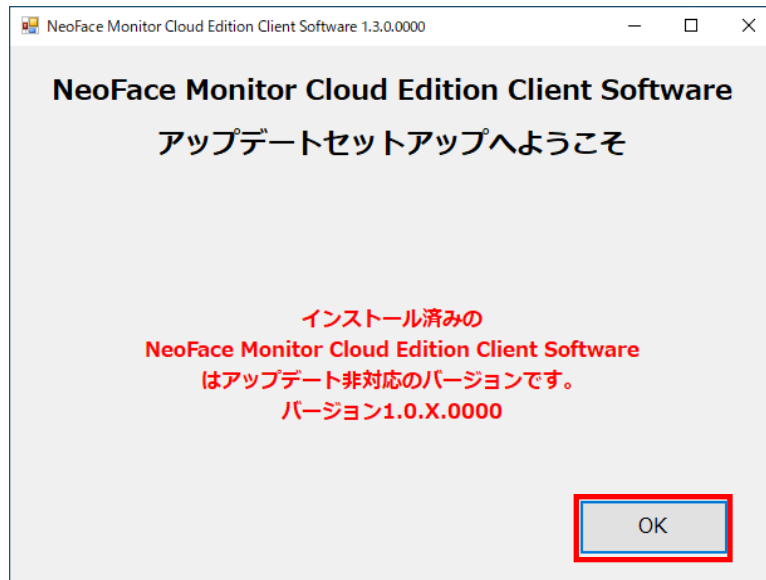 NeoFace Monitor Cloud Edition Client Software 1.3.0.0000
NeoFace Monitor Cloud Edition Client Software
アップデートセットアップへようこそ
インストール済みの
NeoFace Monitor Cloud Edition Client Software
はアップデート非対応のバージョンです。
バージョン1.0.X.0000
OK